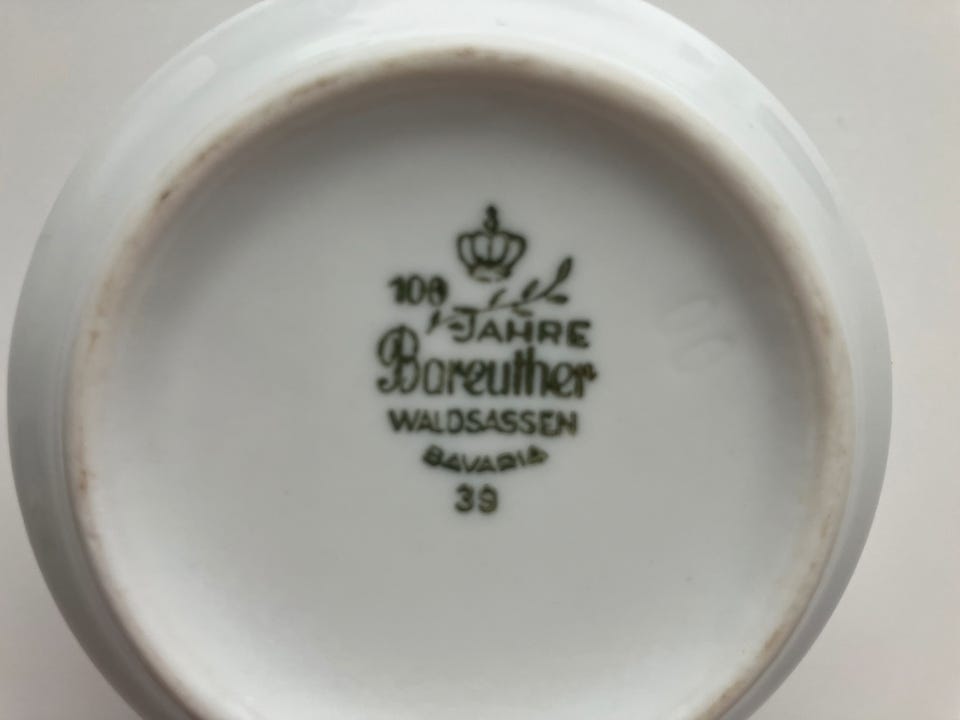 100
JAHRE
Bareuther
WALDSASSEN
BAVARIA
39